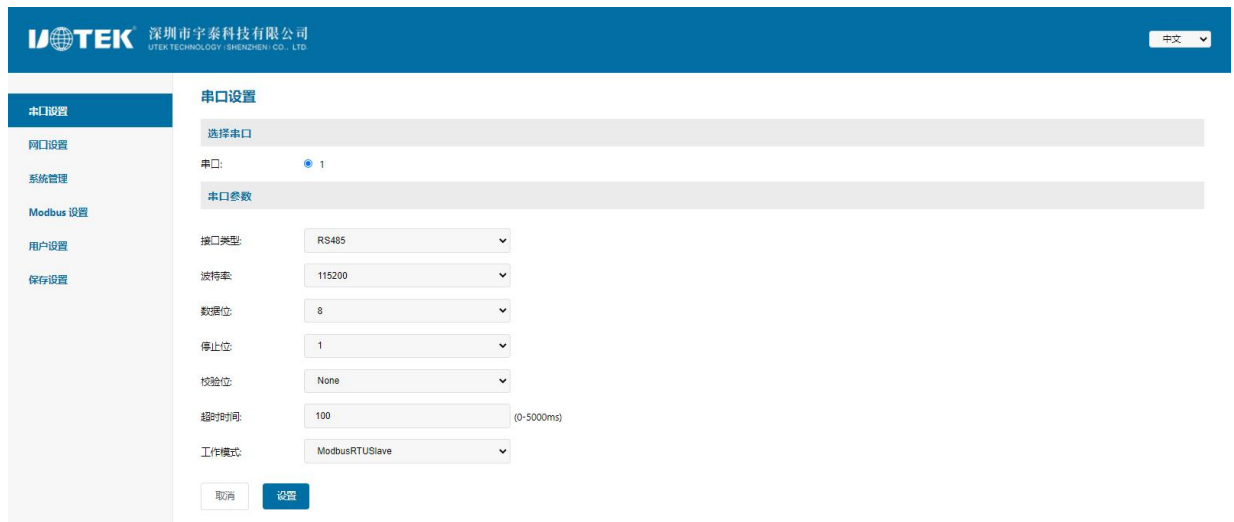 UTEK
深圳市宇泰科技有限公司
UTEK TECHNOLOGY (SHENZHEN) CO., LTD.
中文
串口设置
网口设置
系统管理
Modbus 设置
用户设置
保存设置
串口设置
选择串口
串口: 1
串口参数
接口类型: RS485
波特率: 115200
数据位: 8
停止位: 1
校验位: None
超时时间: 100 (0-5000ms)
工作模式: ModbusRTUSlave
取消 设置